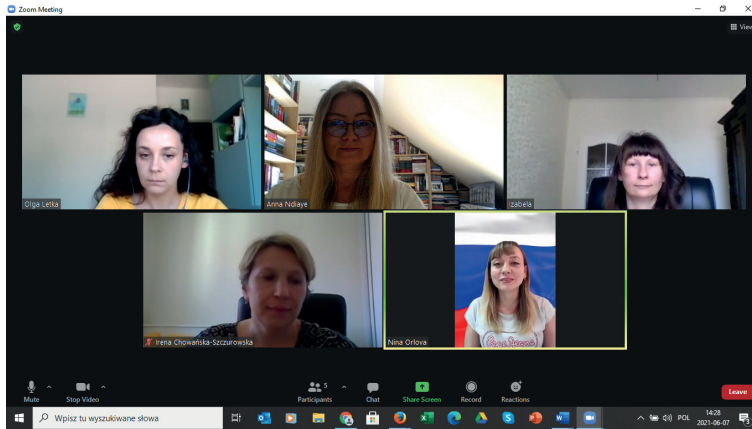 Zoom Meeting
View
Olga Letka
Anna Ndiaye
Izabela
Irena Chowańska-Szczurowska
Nina Orlova
Mute
Stop Video
5
Participants
Chat
Share Screen
Record
Reactions
Leave
Wpisz tu wyszukiwane słowa
POL
14:28
2021-06-07
3